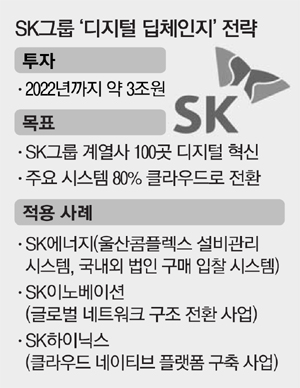 SK그룹 ‘디지털 딥체인지’ 전략
투자
·2022년까지 약 3조원
SK
목표
·SK그룹 계열사 100곳 디지털 혁신
·주요 시스템 80% 클라우드로 전환
적용 사례
·SK에너지(울산콤플렉스 설비관리
시스템, 국내외 법인 구매 입찰 시스템)
·SK이노베이션
(글로벌 네트워크 구조 전환 사업)
·SK하이닉스
(클라우드 네이티브 플랫폼 구축 사업)